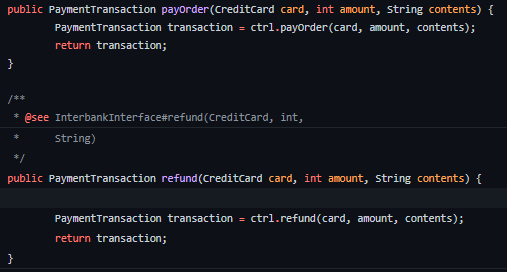 public PaymentTransaction payOrder(CreditCard card, int amount, String contents) {
PaymentTransaction transaction = ctrl.payOrder(card, amount, contents);
return transaction;
}
/**
* @see InterbankInterface#refund(CreditCard, int,
* String)
*/
public PaymentTransaction refund(CreditCard card, int amount, String contents) {
PaymentTransaction transaction = ctrl.refund(card, amount, contents);
return transaction;
}